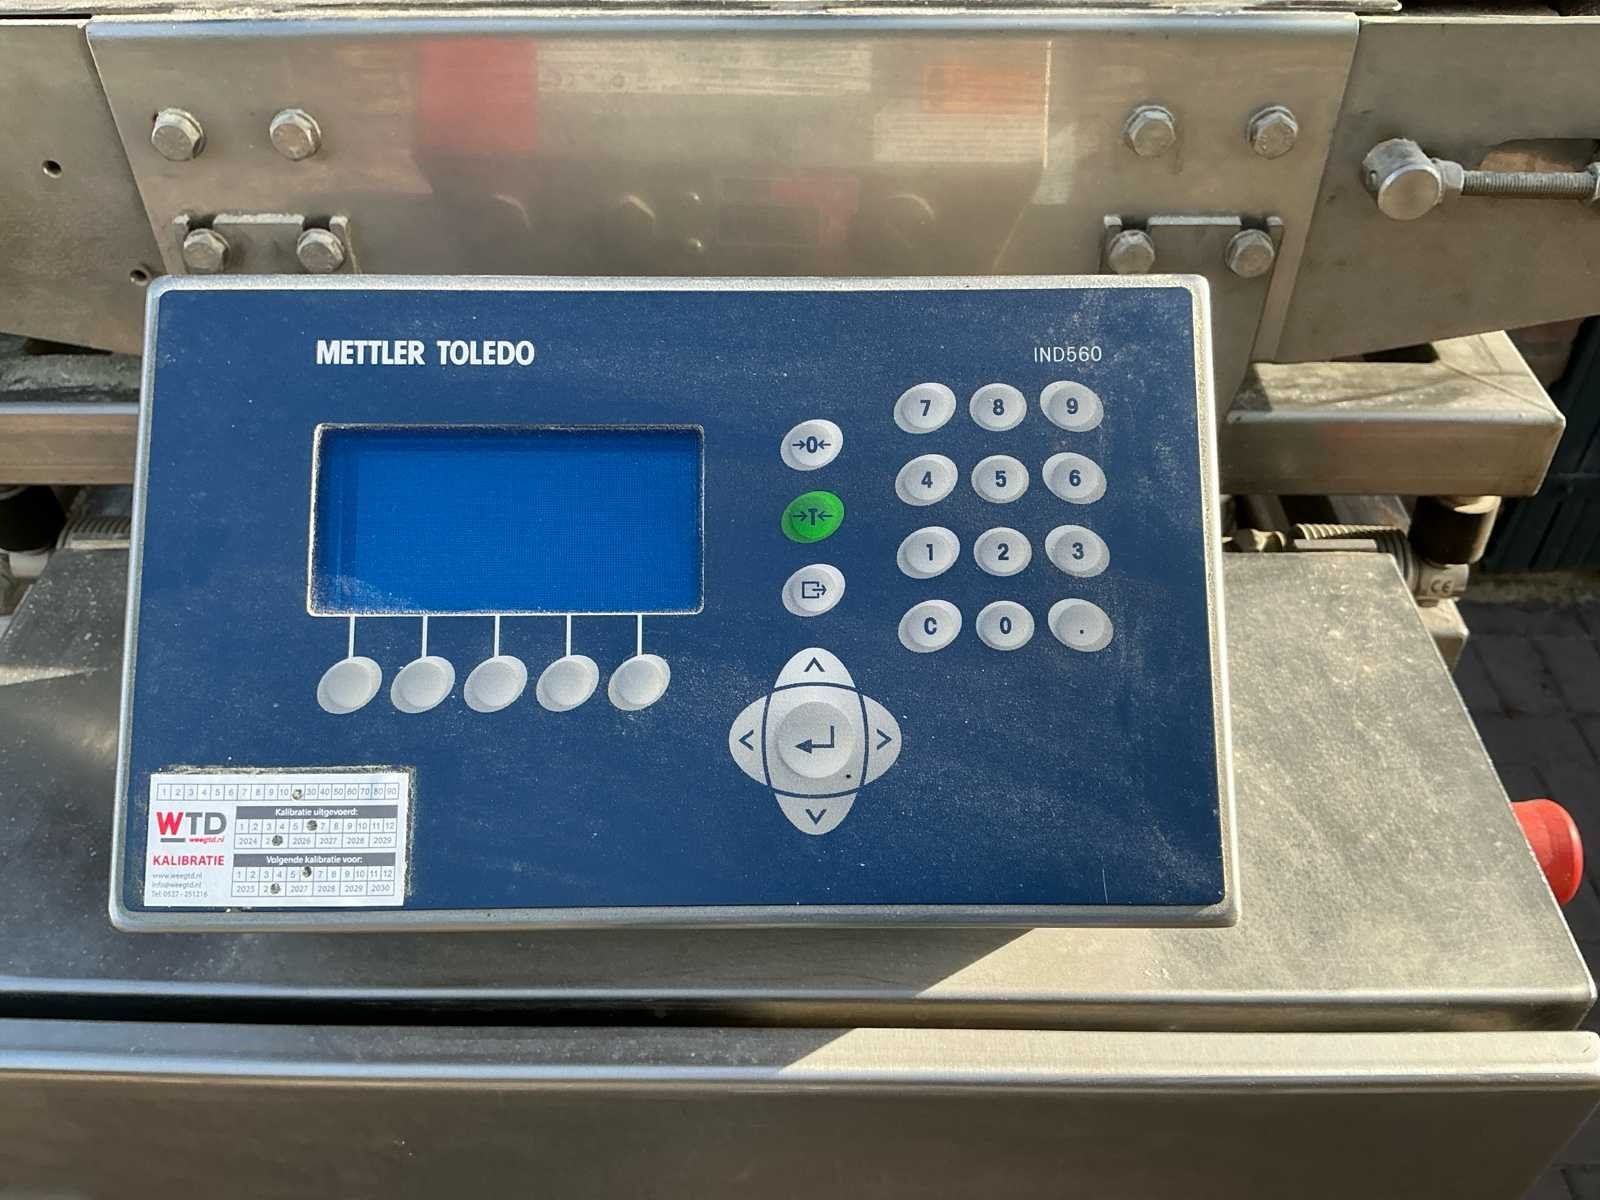 METTLER TOLEDO
IND560
7 8 9
→0←
4 5 6
→T←
1 2 3
C 0 .
1 2 3 4 5 6 7 8 9 10 30 40 50 60 70 80 90
WTD
weegtd.nl
KALIBRATIE
www.weegtd.nl
info@weegtd.nl
Tel: 0527 - 251216
Kalibratie uitgevoerd:
1 2 3 4 5 7 8 9 10 11 12
2024 2026 2027 2028 2029
Volgende kalibratie voor:
1 2 3 4 5 7 8 9 10 11 12
2025 2027 2028 2029 2030
CE